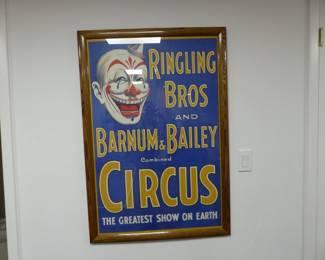 RINGLING
BROS
AND
BARNUM & BAILEY
Combined
CIRCUS
THE GREATEST SHOW ON EARTH